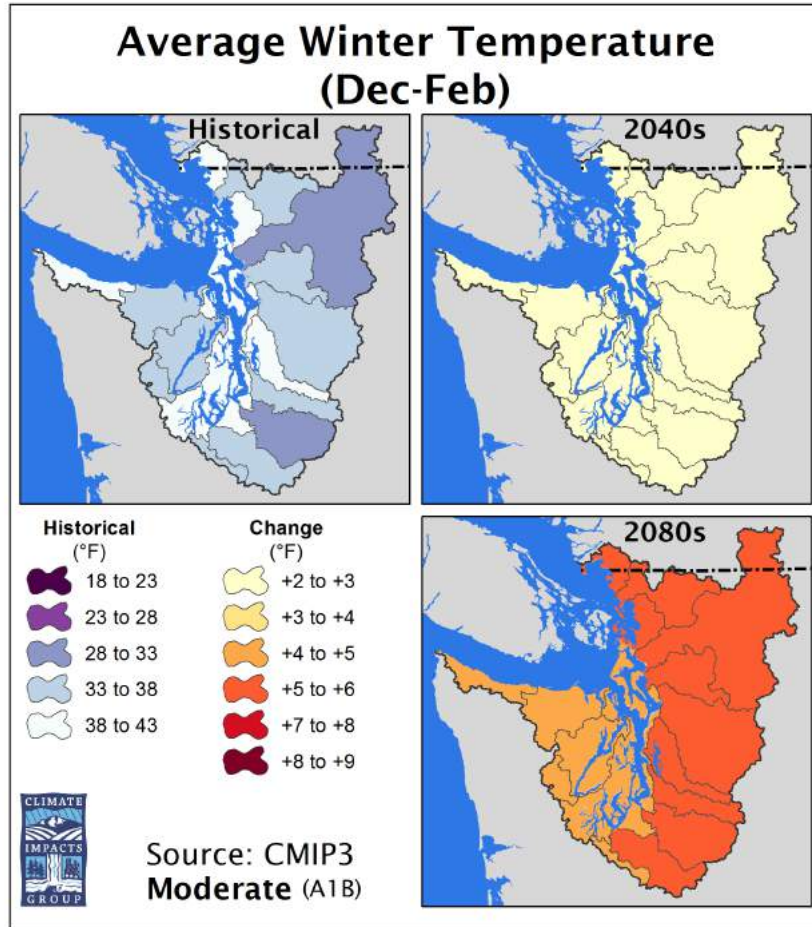 Average Winter Temperature
(Dec-Feb)
Historical
2040s
Historical
(°F)
18 to 23
23 to 28
28 to 33
33 to 38
38 to 43
Change
(°F)
+2 to +3
+3 to +4
+4 to +5
+5 to +6
+7 to +8
+8 to +9
2080s
CLIMATE
IMPACTS
GROUP
Source: CMIP3
Moderate (A1B)